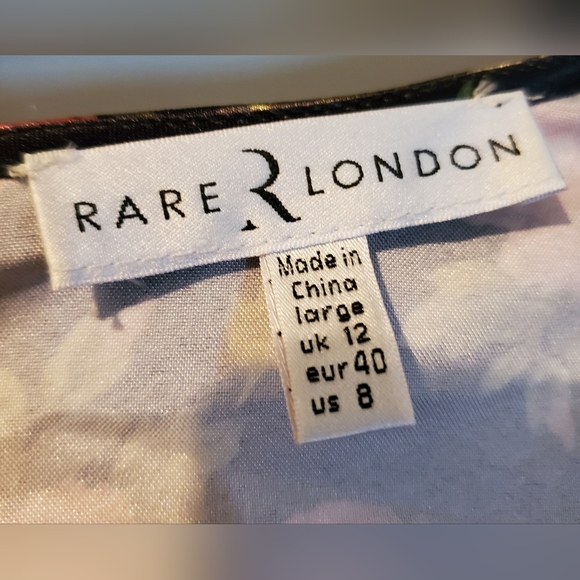 RARE R LONDON
Made in
China
large
uk 12
eur 40
us 8